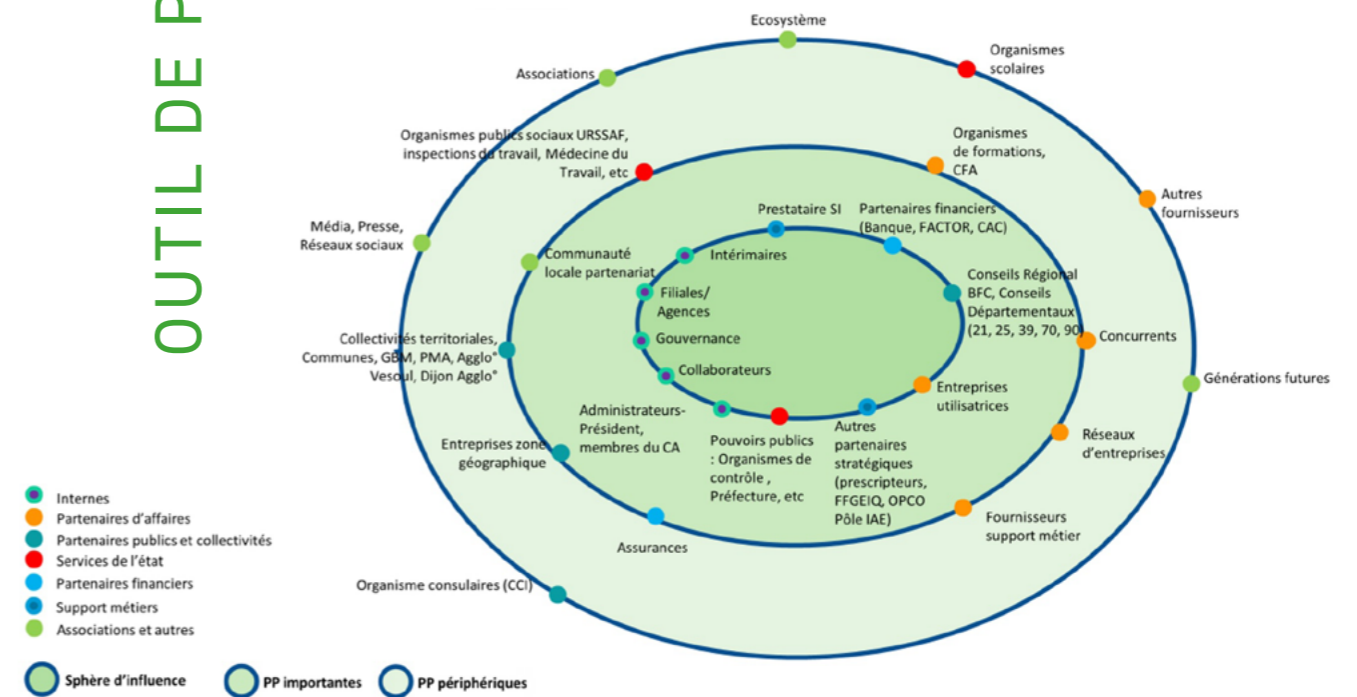 OUTIL DE P
Ecosystème
Organismes
scolaires
Associations
Organismes publics sociaux URSSAF,
inspections du travail, Médecine du
Travail, etc
Organismes
de formations,
CFA
Autres
fournisseurs
Média, Presse,
Réseaux sociaux
Prestataire SI
Partenaires financiers
(Banque, FACTOR, CAC)
Communauté
locale partenariat
Intérimaires
Conseils Régional
BFC, Conseils
Départementaux
(21, 25, 39, 70, 90)
Filiales/
Agences
Gouvernance
Concurrents
Collectivités territoriales,
Communes, GBM, PMA, Agglo°
Vesoul, Dijon Agglo°
Collaborateurs
Générations futures
Entreprises
utilisatrices
Administrateurs-
Président,
membres du CA
Pouvoirs publics
: Organismes de
contrôle ,
Préfecture, etc
Autres
partenaires
stratégiques
(prescripteurs,
FFGEIQ, OPCO
Pôle IAE)
Réseaux
d'entreprises
Entreprises zone
géographique
Fournisseurs
support métier
Assurances
Organisme consulaires (CCI)
Internes
Partenaires d'affaires
Partenaires publics et collectivités
Services de l'état
Partenaires financiers
Support métiers
Associations et autres
Sphère d'influence
PP importantes
PP périphériques